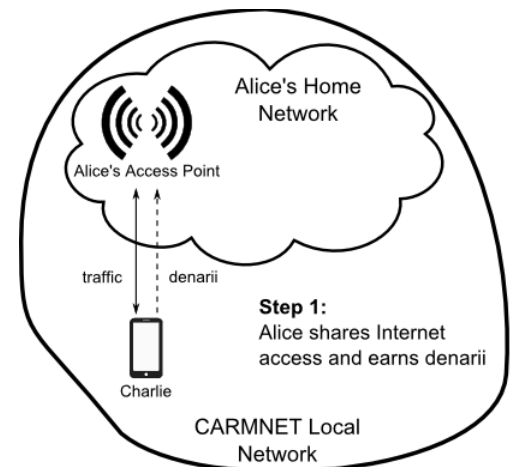 Alice's Home
Network
Alice's Access Point
traffic
denarii
Step 1:
Alice shares Internet
access and earns denarii
Charlie
CARMNET Local
Network